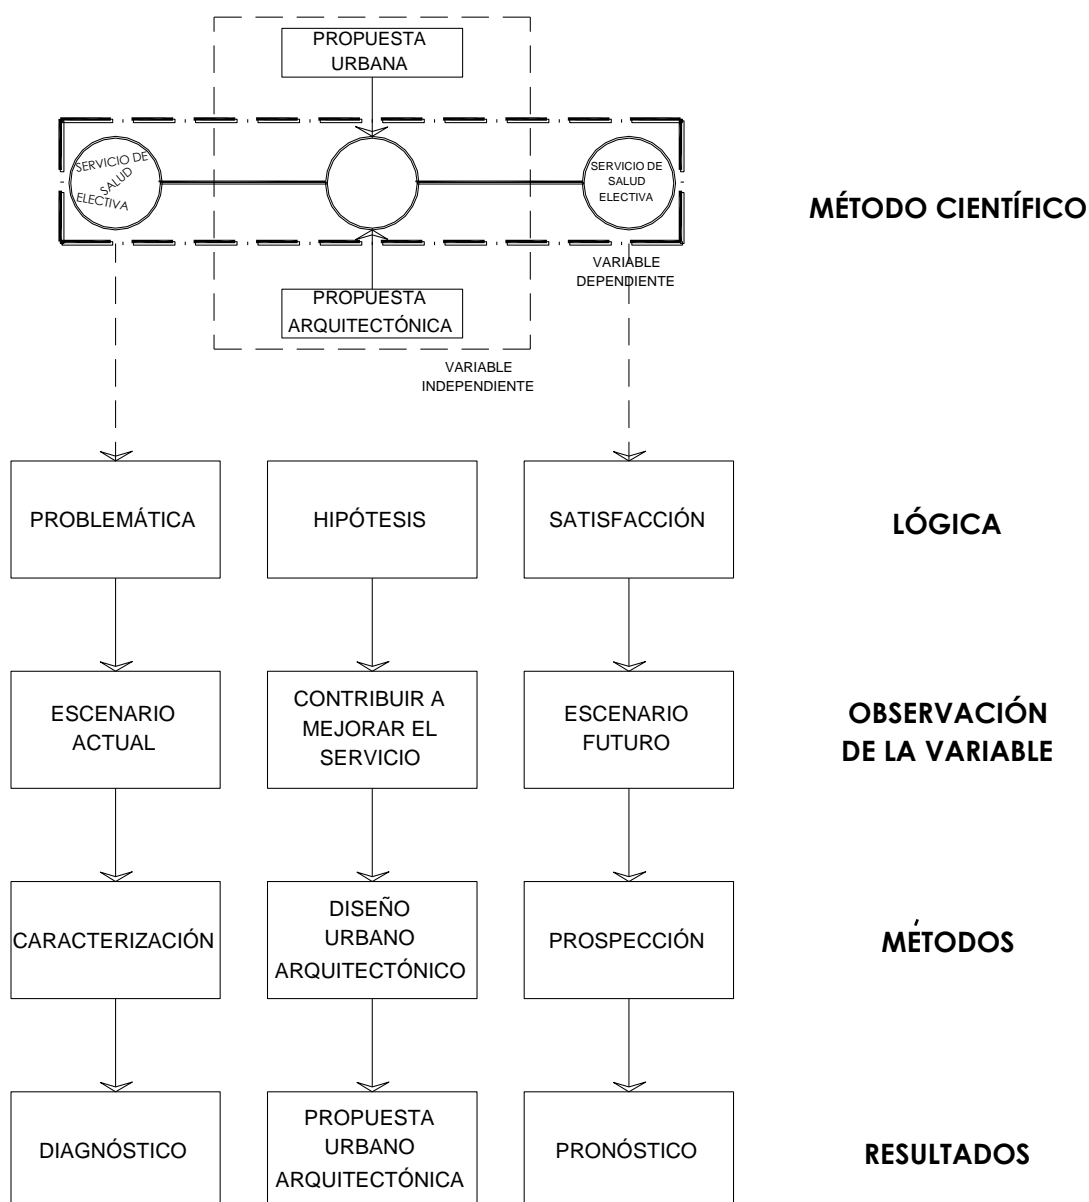 PROPUESTA
URBANA
SERVICIO DE
SALUD
ELECTIVA
SERVICIO DE
SALUD
ELECTIVA
MÉTODO CIENTÍFICO
VARIABLE
DEPENDIENTE
PROPUESTA
ARQUITECTÓNICA
VARIABLE
INDEPENDIENTE
PROBLEMÁTICA
HIPÓTESIS
SATISFACCIÓN
LÓGICA
ESCENARIO
ACTUAL
CONTRIBUIR A
MEJORAR EL
SERVICIO
ESCENARIO
FUTURO
OBSERVACIÓN
DE LA VARIABLE
CARACTERIZACIÓN
DISEÑO
URBANO
ARQUITECTÓNICO
PROSPECCIÓN
MÉTODOS
DIAGNÓSTICO
PROPUESTA
URBANO
ARQUITECTÓNICA
PRONÓSTICO
RESULTADOS